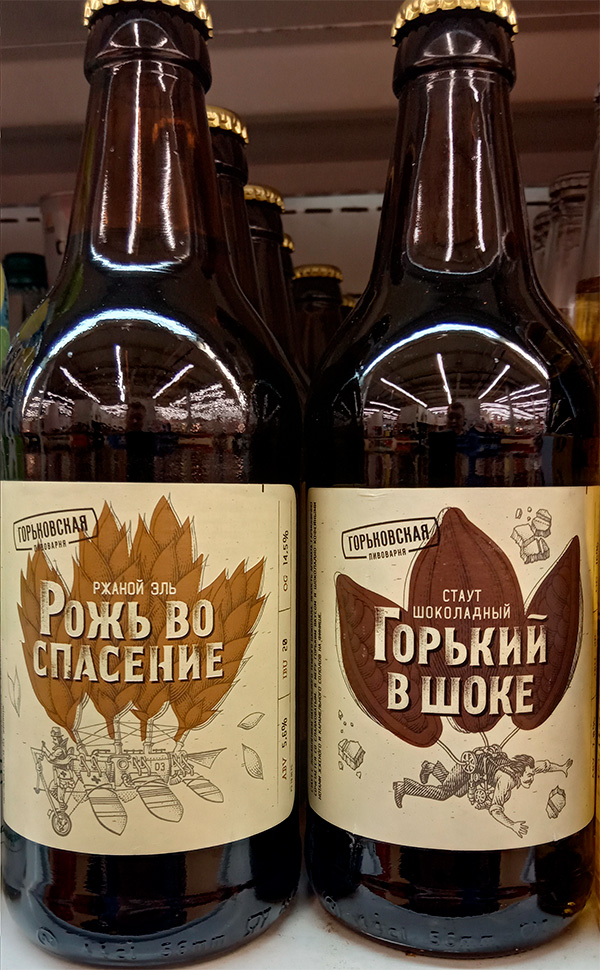 ГОРЬКОВСКАЯ
ПИВОВАРНЯ
РЖАНОЙ ЭЛЬ
РОЖЬ ВО
СПАСЕНИЕ
ABV 5,6% IBU 20 OG 14,5%
D3
ГОРЬКОВСКАЯ
ПИВОВАРНЯ
СТАУТ
ШОКОЛАДНЫЙ
ГОРЬКИЙ
В ШОКЕ